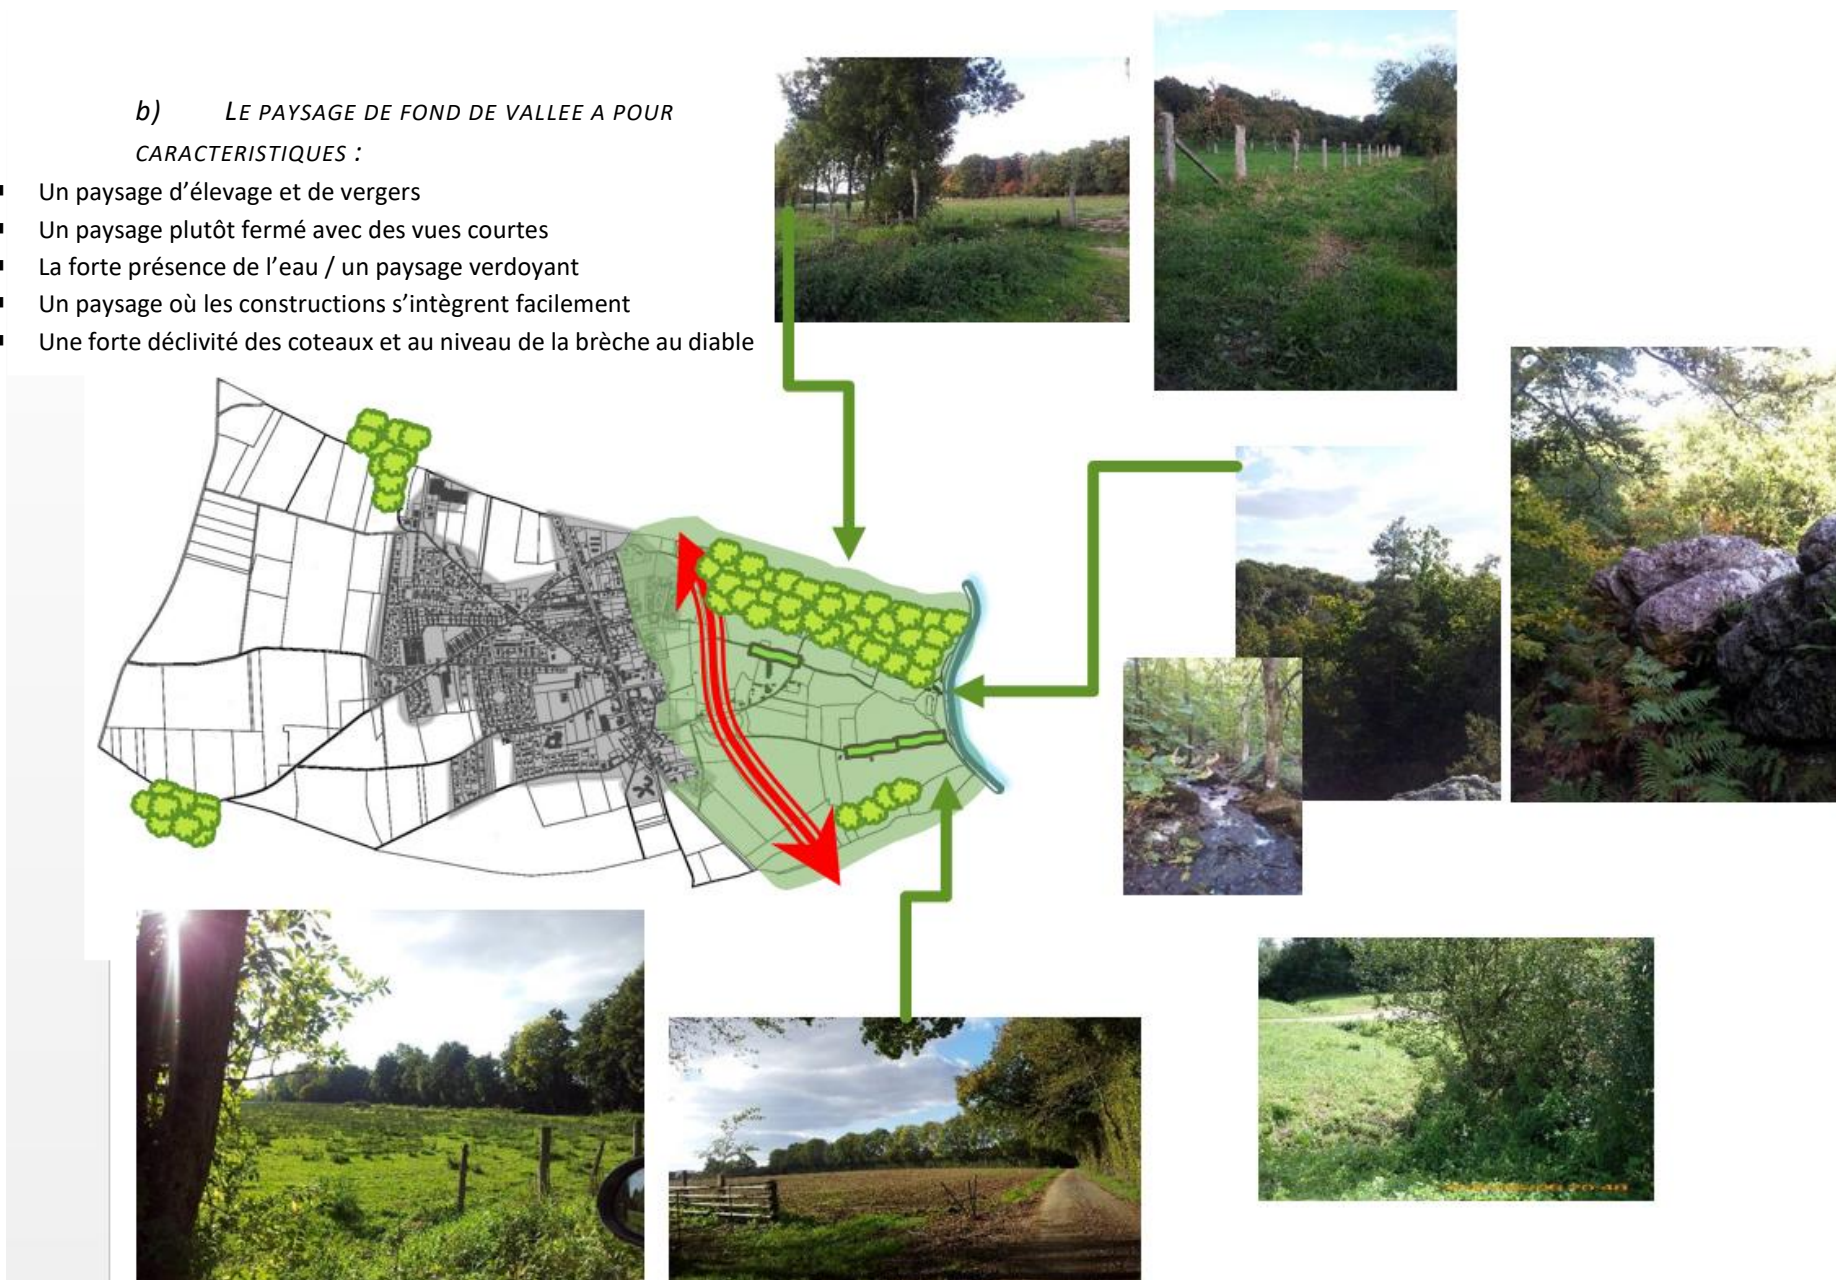 b) LE PAYSAGE DE FOND DE VALLEE A POUR
CARACTERISTIQUES :
▪ Un paysage d'élevage et de vergers
▪ Un paysage plutôt fermé avec des vues courtes
▪ La forte présence de l'eau / un paysage verdoyant
▪ Un paysage où les constructions s'intègrent facilement
▪ Une forte déclivité des coteaux et au niveau de la brèche au diable